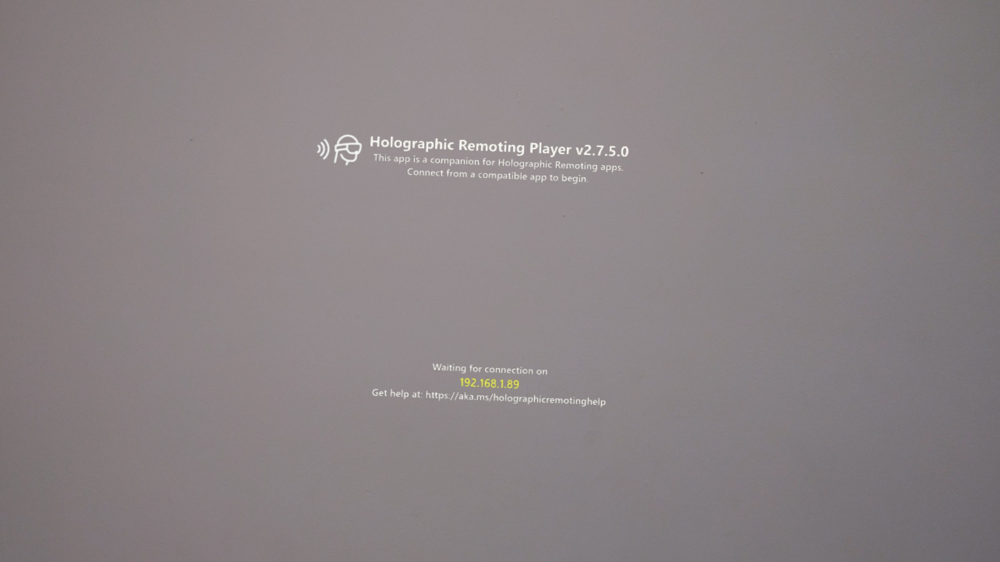 Holographic Remoting Player v2.7.5.0
This app is a companion for Holographic Remoting apps.
Connect from a compatible app to begin.
Waiting for connection on
192.168.1.89
Get help at: https://aka.ms/holographicremotinghelp